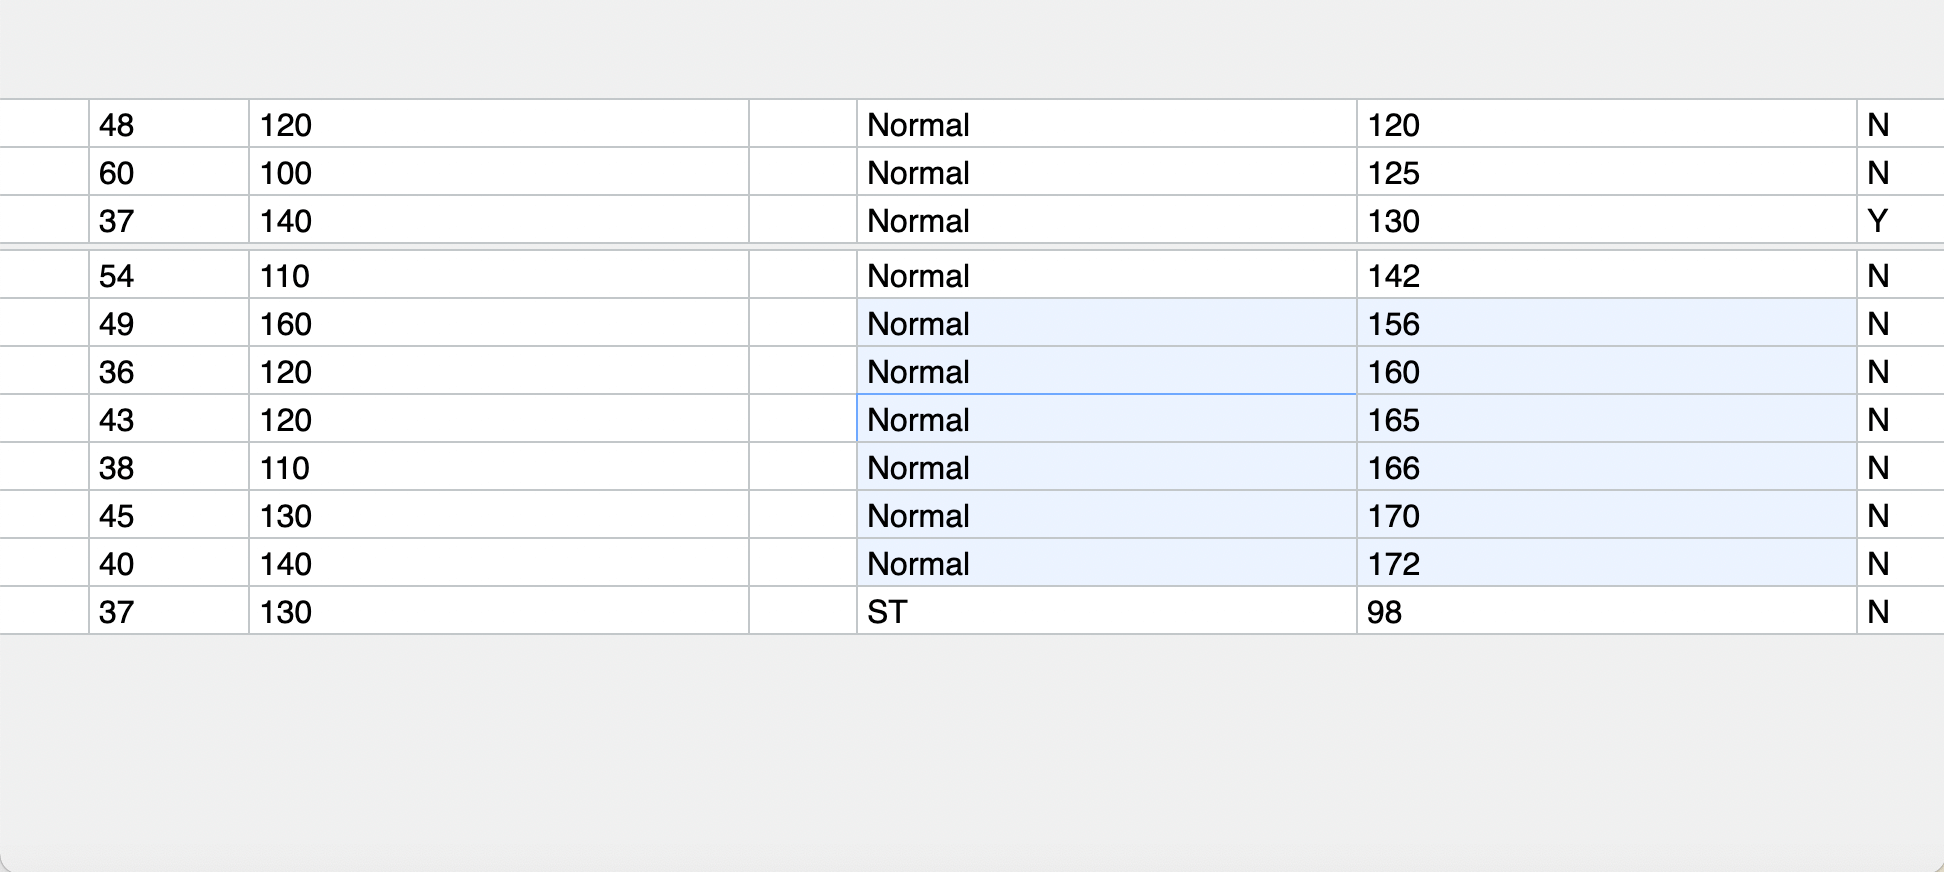 48 120 Normal 120 N
60 100 Normal 125 N
37 140 Normal 130 Y
54 110 Normal 142 N
49 160 Normal 156 N
36 120 Normal 160 N
43 120 Normal 165 N
38 110 Normal 166 N
45 130 Normal 170 N
40 140 Normal 172 N
37 130 ST 98 N